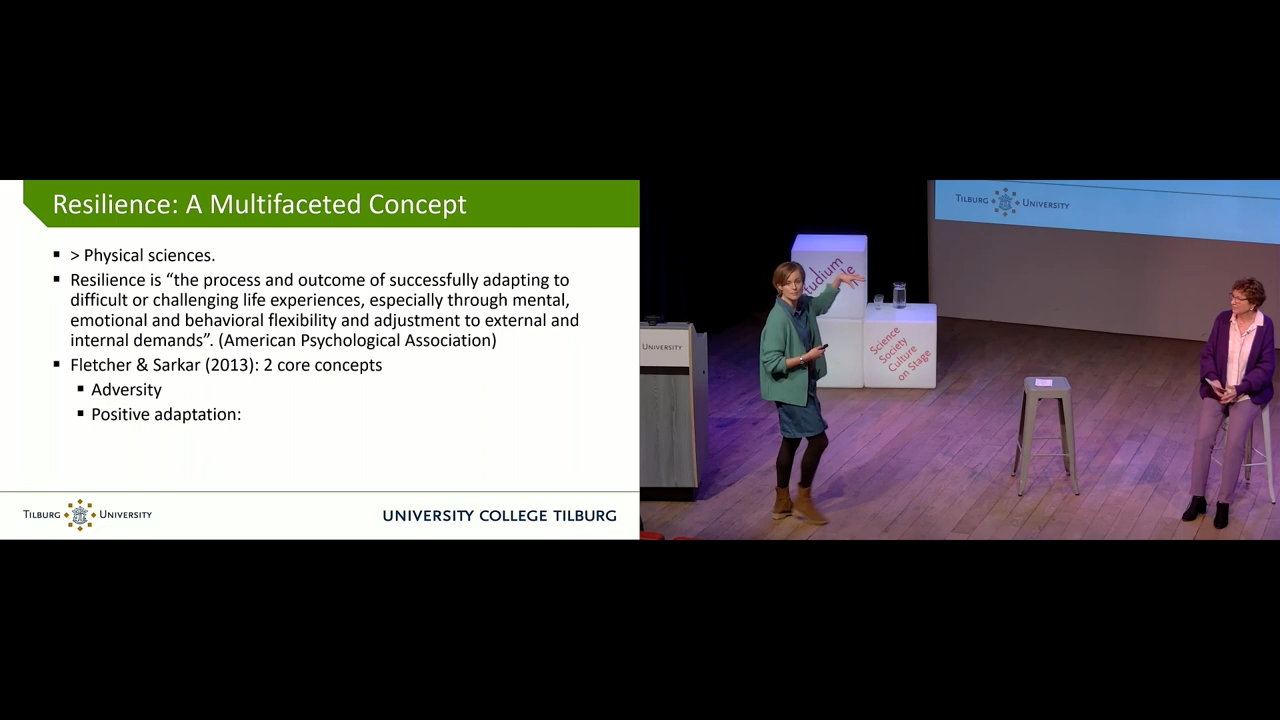 Resilience: A Multifaceted Concept
▪ > Physical sciences.
▪ Resilience is “the process and outcome of successfully adapting to
difficult or challenging life experiences, especially through mental,
emotional and behavioral flexibility and adjustment to external and
internal demands”. (American Psychological Association)
▪ Fletcher & Sarkar (2013): 2 core concepts
▪ Adversity
▪ Positive adaptation:
TILBURG UNIVERSITY
UNIVERSITY COLLEGE TILBURG
TILBURG UNIVERSITY
UNIVERSITY
Science
Society
Culture
on Stage